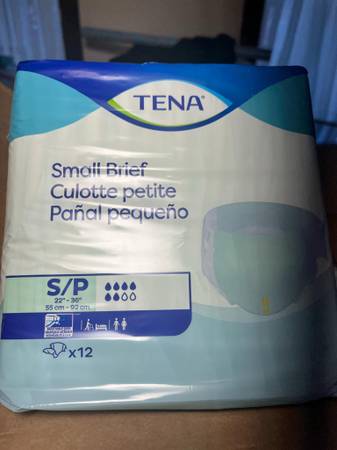 TENA
Small Brief
Culotte petite
Pañal pequeño
S/P
22" - 36"
55 cm - 92 cm
x12